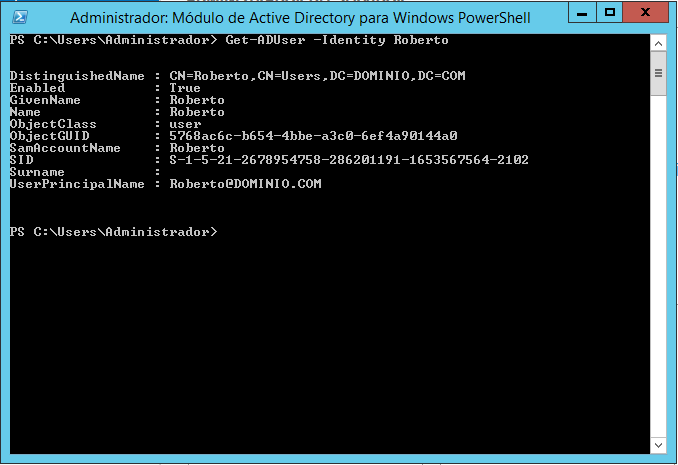 Administrador: Módulo de Active Directory para Windows PowerShell
PS C:\Users\Administrador> Get-ADUser -Identity Roberto
DistinguishedName : CN=Roberto,CN=Users,DC=DOMINIO,DC=COM
Enabled           : True
GivenName         : Roberto
Name              : Roberto
ObjectClass       : user
ObjectGUID        : 5768ac6c-b654-4bbe-a3c0-6ef4a90144a0
SamAccountName    : Roberto
SID               : S-1-5-21-2678954758-286201191-1653567564-2102
Surname           :
UserPrincipalName : Roberto@DOMINIO.COM
PS C:\Users\Administrador>